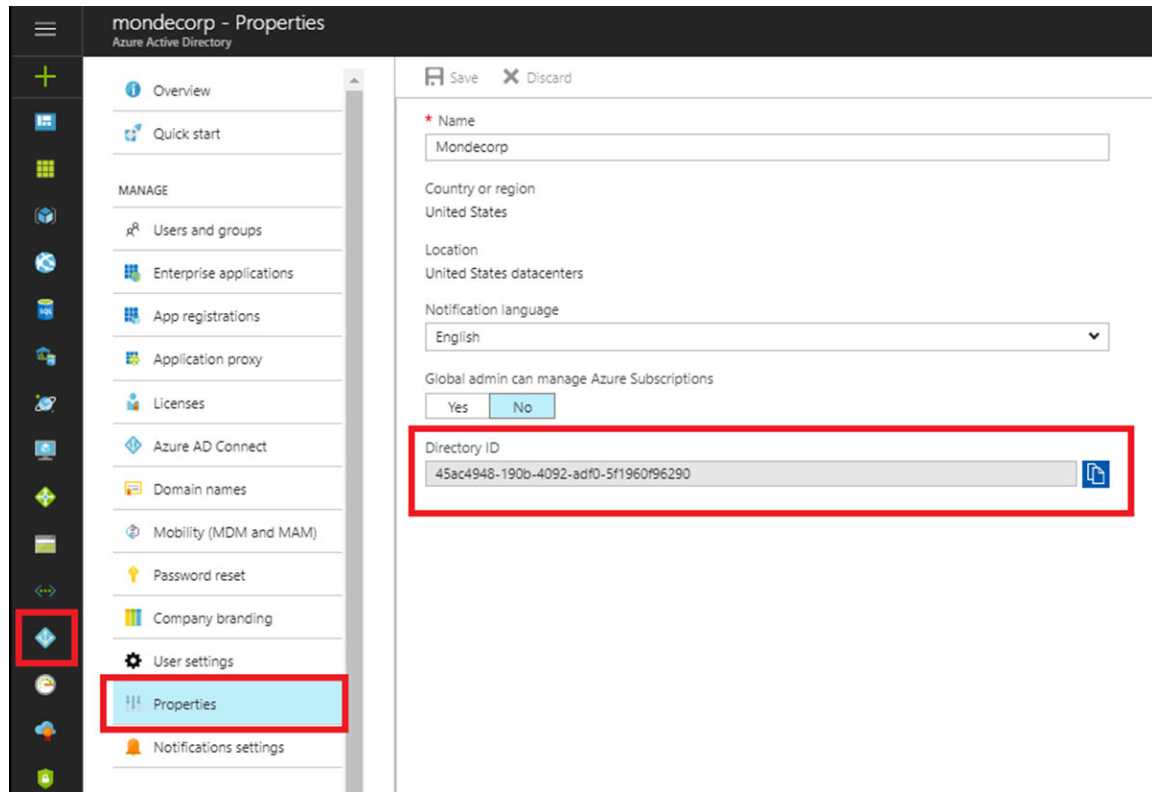 mondecorp - Properties
Azure Active Directory
Overview
Quick start
MANAGE
Users and groups
Enterprise applications
App registrations
Application proxy
Licenses
Azure AD Connect
Domain names
Mobility (MDM and MAM)
Password reset
Company branding
User settings
Properties
Notifications settings
Save Discard
* Name
Mondecorp
Country or region
United States
Location
United States datacenters
Notification language
English
Global admin can manage Azure Subscriptions
Yes No
Directory ID
45ac4948-190b-4092-adf0-5f1960f96290
SQL